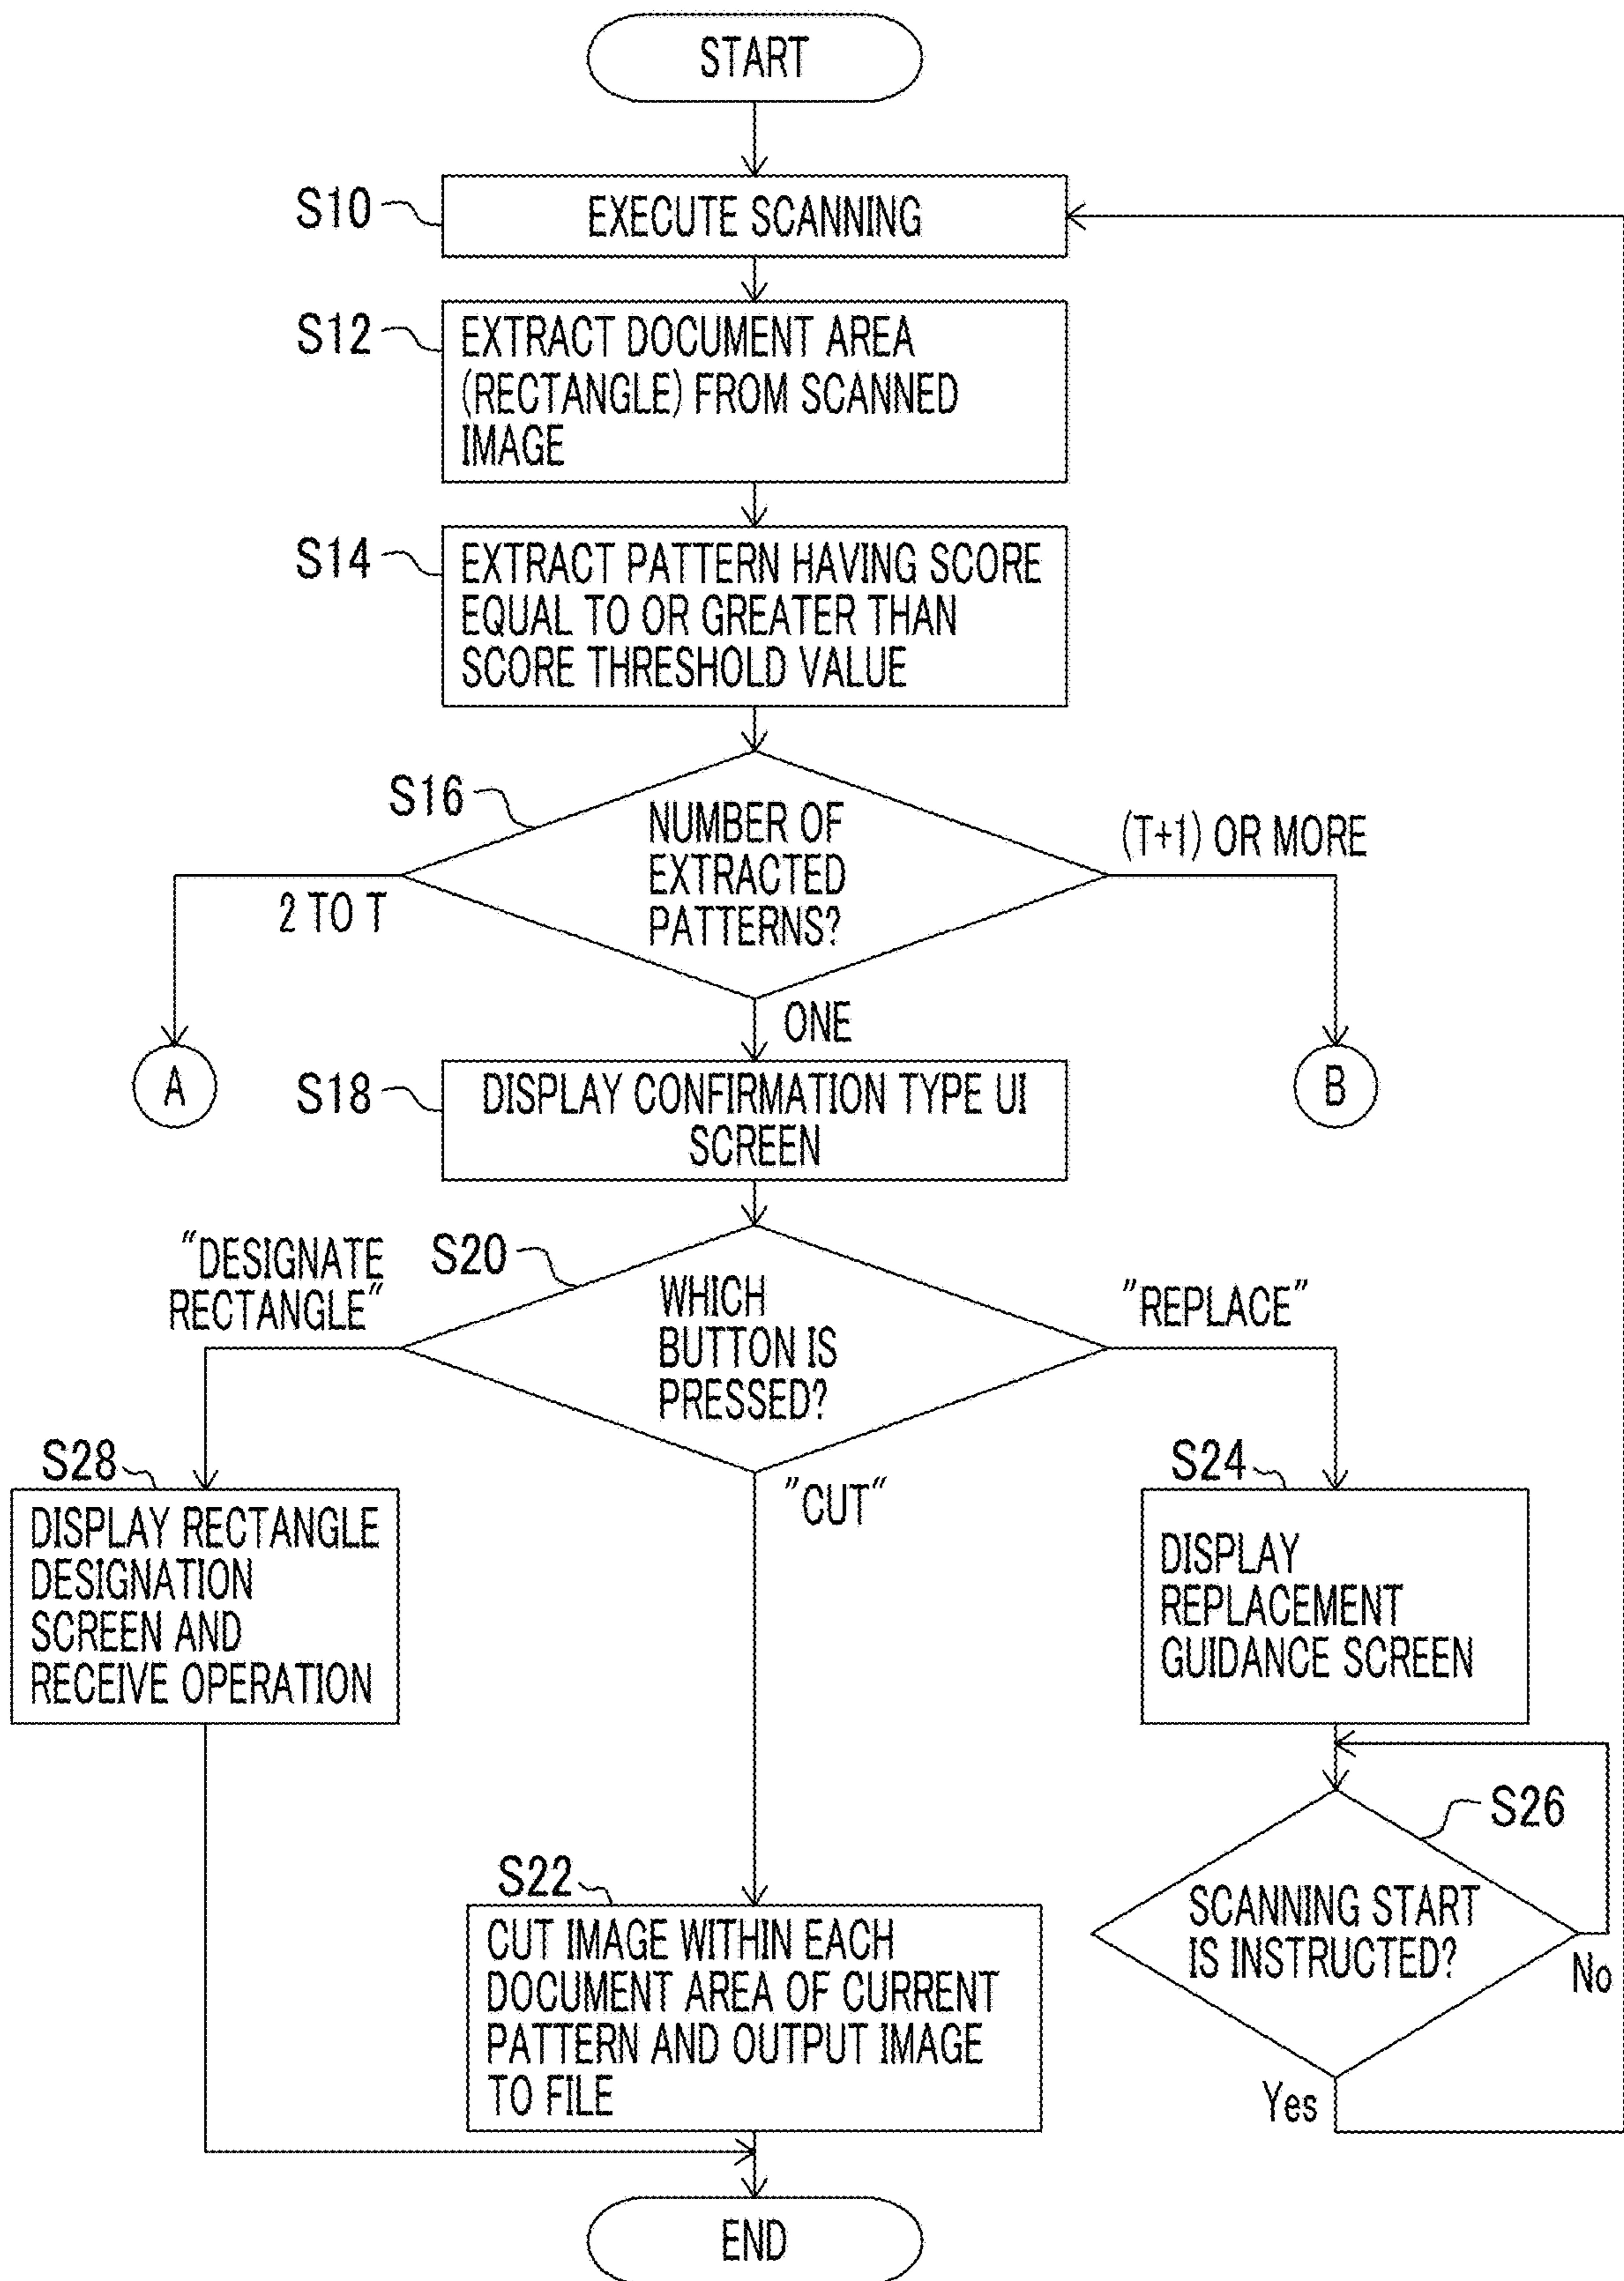 START
S10
EXECUTE SCANNING
S12
EXTRACT DOCUMENT AREA
(RECTANGLE) FROM SCANNED
IMAGE
S14
EXTRACT PATTERN HAVING SCORE
EQUAL TO OR GREATER THAN
SCORE THRESHOLD VALUE
S16
NUMBER OF
EXTRACTED
PATTERNS?
(T+1) OR MORE
2 TO T
ONE
A
B
S18
DISPLAY CONFIRMATION TYPE UI
SCREEN
"DESIGNATE
RECTANGLE"
S20
WHICH
BUTTON IS
PRESSED?
"REPLACE"
"CUT"
S28
DISPLAY RECTANGLE
DESIGNATION
SCREEN AND
RECEIVE OPERATION
S24
DISPLAY
REPLACEMENT
GUIDANCE SCREEN
S26
SCANNING START
IS INSTRUCTED?
No
Yes
S22
CUT IMAGE WITHIN EACH
DOCUMENT AREA OF CURRENT
PATTERN AND OUTPUT IMAGE
TO FILE
END